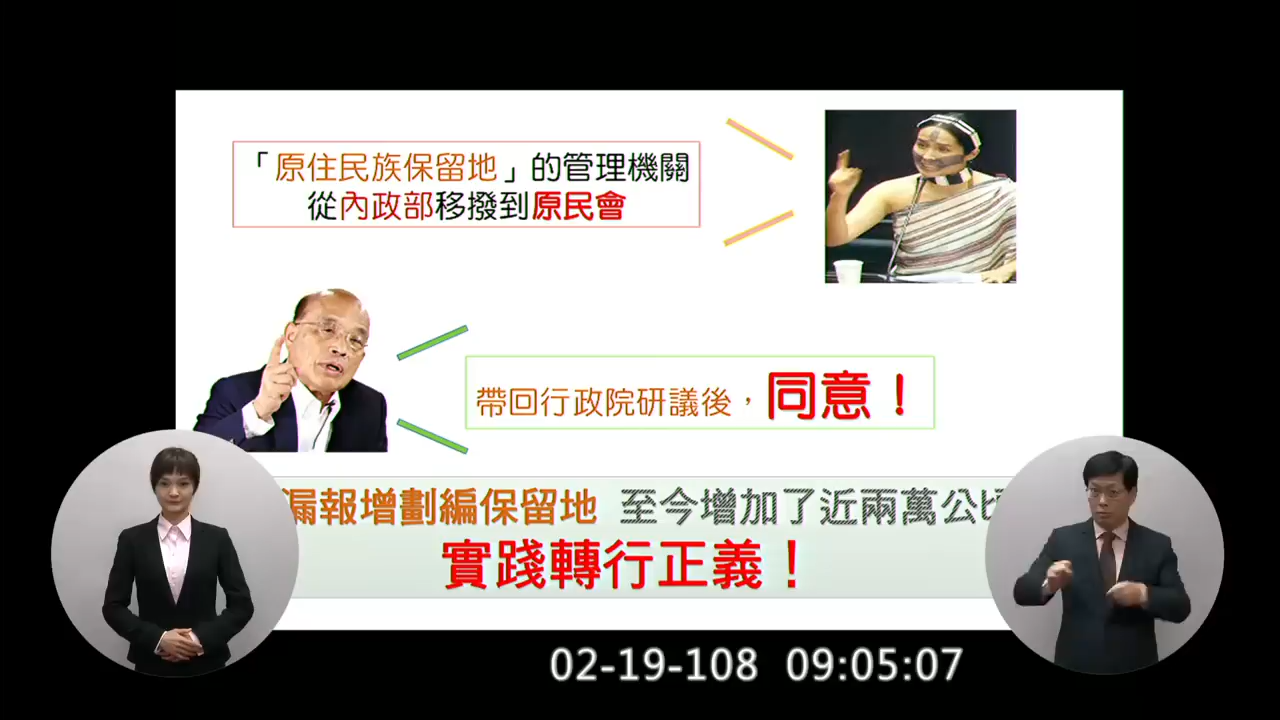 「原住民族保留地」的管理機關
從內政部移撥到原民會
帶回行政院研議後，同意！
漏報增劃編保留地 至今增加了近兩萬公頃
實踐轉行正義！
02-19-108 09:05:07